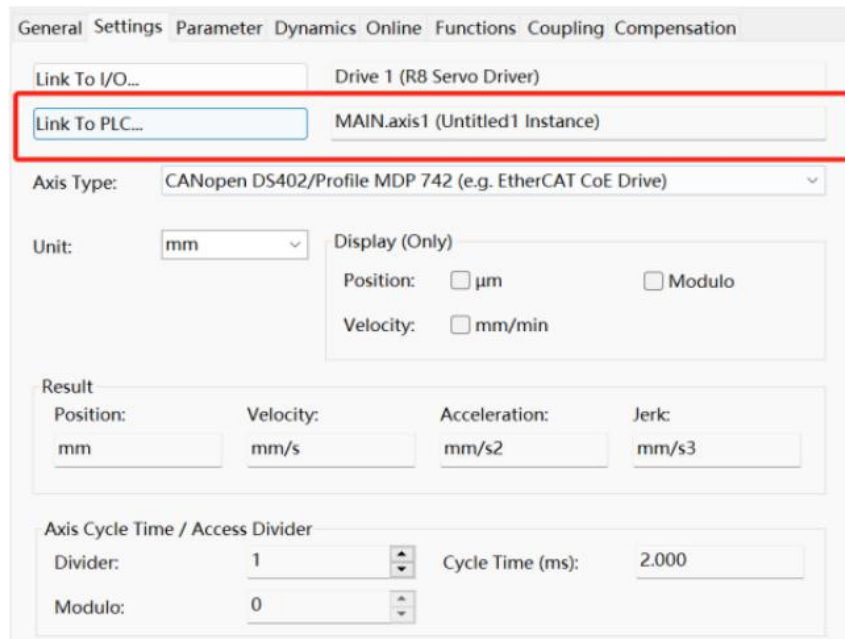 General Settings Parameter Dynamics Online Functions Coupling Compensation
Link To I/O... Drive 1 (R8 Servo Driver)
Link To PLC... MAIN.axis1 (Untitled1 Instance)
Axis Type: CANopen DS402/Profile MDP 742 (e.g. EtherCAT CoE Drive)
Unit: mm Display (Only)
Position: µm Modulo
Velocity: mm/min
Result
Position: Velocity: Acceleration: Jerk:
mm mm/s mm/s2 mm/s3
Axis Cycle Time / Access Divider
Divider: 1 Cycle Time (ms): 2.000
Modulo: 0